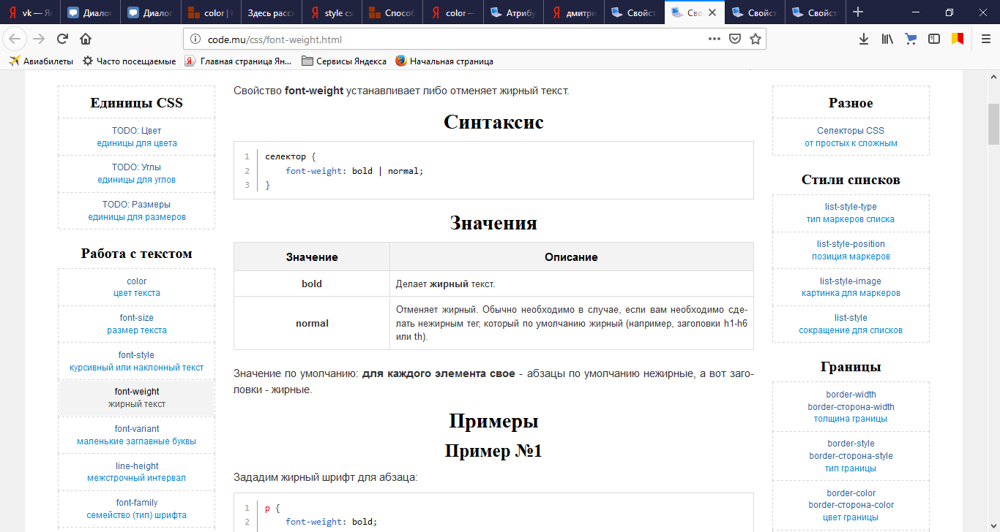 vk —
Диалог
Диалог
color |
Здесь расс
style cs
Способ
color —
Атрибу
дмитри
Свойст
Сво
Свойст
Свойст
code.mu/css/font-weight.html
Авиабилеты
Часто посещаемые
Главная страница Ян...
Сервисы Яндекса
Начальная страница
Единицы CSS
TODO: Цвет
единицы для цвета
TODO: Углы
единицы для углов
TODO: Размеры
единицы для размеров
Работа с текстом
color
цвет текста
font-size
размер текста
font-style
курсивный или наклонный текст
font-weight
жирный текст
font-variant
маленькие заглавные буквы
line-height
межстрочный интервал
font-family
семейство (тип) шрифта
Свойство font-weight устанавливает либо отменяет жирный текст.
Синтаксис
1 селектор {
2 font-weight: bold | normal;
3 }
Значения
Значение Описание
bold Делает жирный текст.
normal Отменяет жирный. Обычно необходимо в случае, если вам необходимо сде-
лать нежирным тег, который по умолчанию жирный (например, заголовки h1-h6
или th).
Значение по умолчанию: для каждого элемента свое - абзацы по умолчанию нежирные, а вот заго-
ловки - жирные.
Примеры
Пример №1
Зададим жирный шрифт для абзаца:
1 p {
2 font-weight: bold;
Разное
Селекторы CSS
от простых к сложным
Стили списков
list-style-type
тип маркеров списка
list-style-position
позиция маркеров
list-style-image
картинка для маркеров
list-style
сокращение для списков
Границы
border-width
border-сторона-width
толщина границы
border-style
border-сторона-style
тип границы
border-color
border-сторона-color
цвет границы